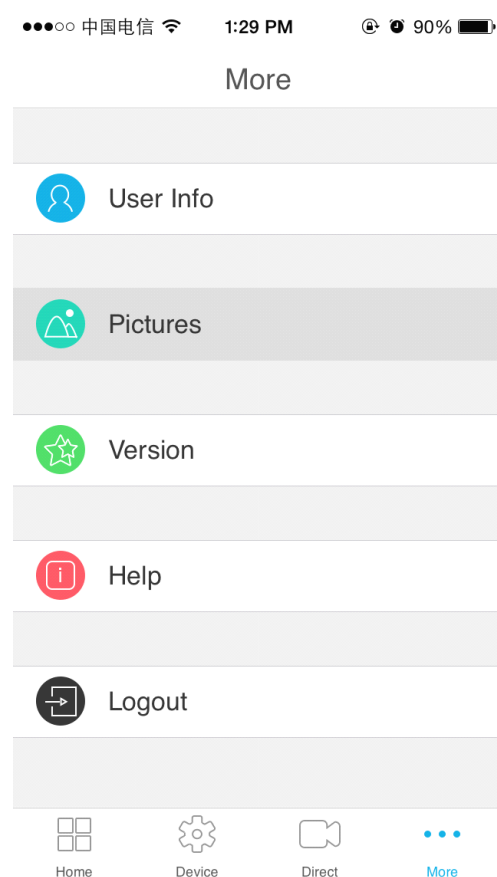 中国电信 1:29 PM 90%
More
User Info
Pictures
Version
Help
Logout
Home Device Direct More